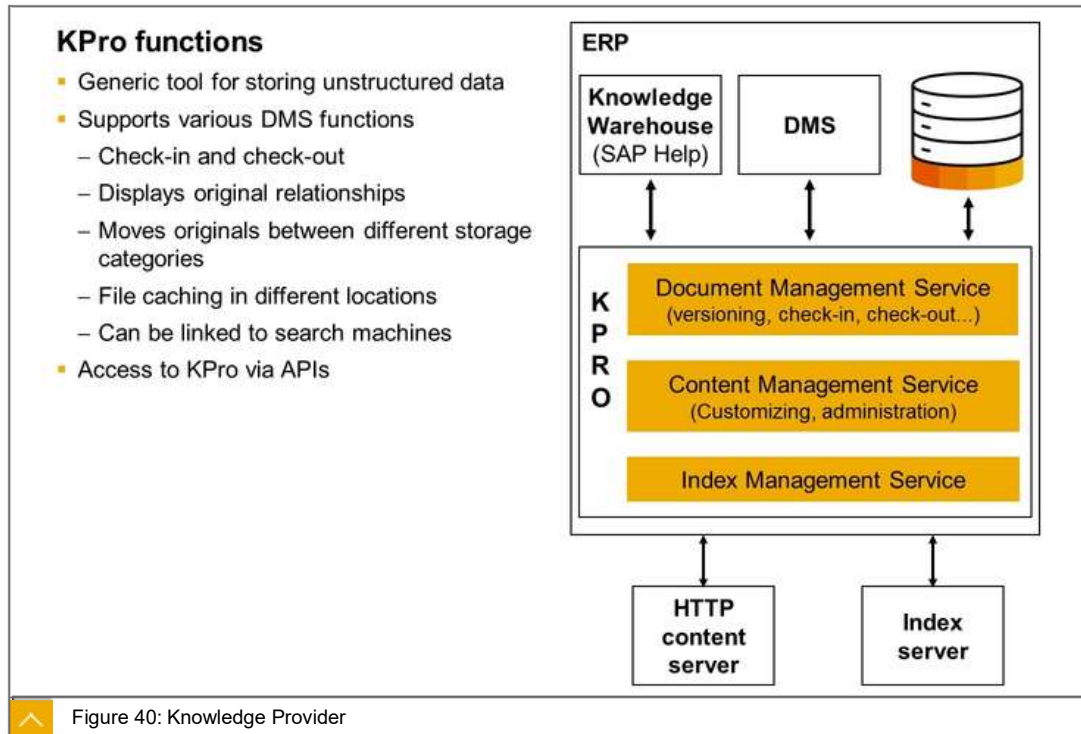 KPro functions
▪ Generic tool for storing unstructured data
▪ Supports various DMS functions
– Check-in and check-out
– Displays original relationships
– Moves originals between different storage
categories
– File caching in different locations
– Can be linked to search machines
▪ Access to KPro via APIs
ERP
Knowledge
Warehouse
(SAP Help)
DMS
K
P
R
O
Document Management Service
(versioning, check-in, check-out...)
Content Management Service
(Customizing, administration)
Index Management Service
HTTP
content
server
Index
server
Figure 40: Knowledge Provider